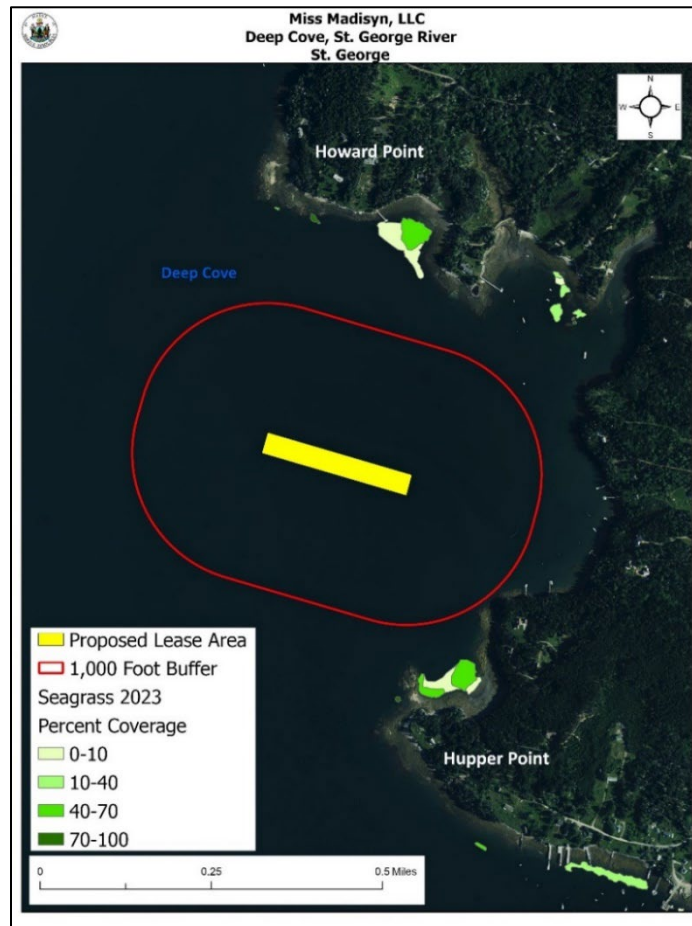 Miss Madisyn, LLC
Deep Cove, St. George River
St. George
N
W E
S
Howard Point
Deep Cove
Hupper Point
Proposed Lease Area
1,000 Foot Buffer
Seagrass 2023
Percent Coverage
0-10
10-40
40-70
70-100
0 0.25 0.5 Miles